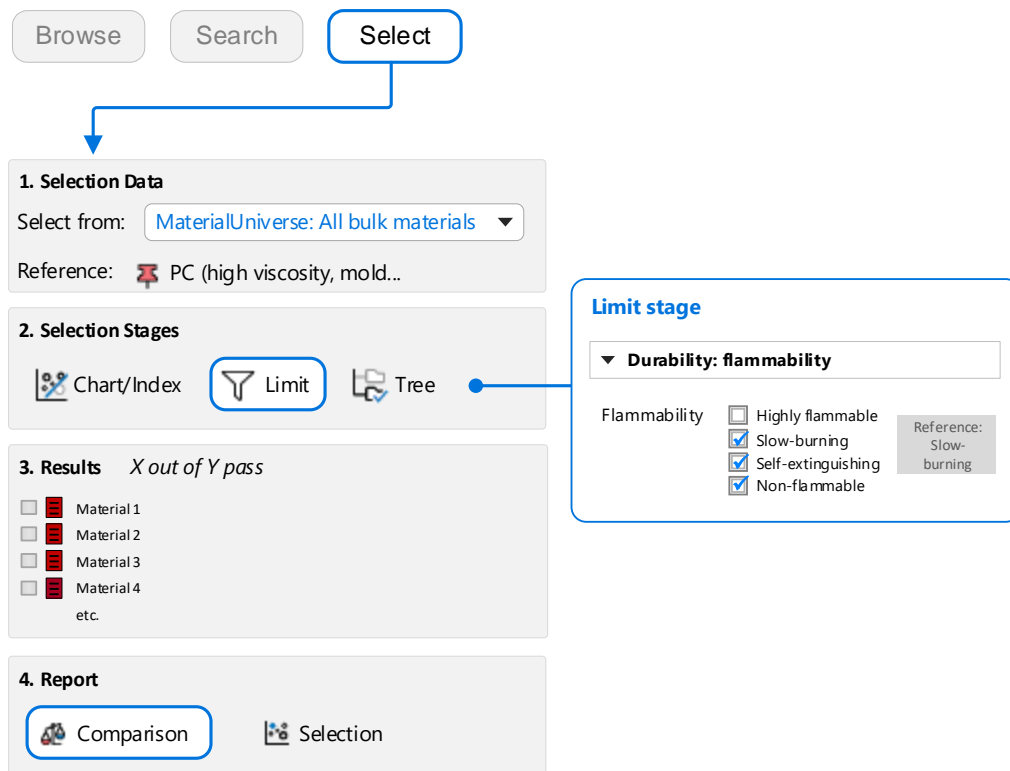 Browse
Search
Select
1. Selection Data
Select from:
MaterialUniverse: All bulk materials
Reference:
PC (high viscosity, mold...
2. Selection Stages
Chart/Index
Limit
Tree
Limit stage
Durability: flammability
Flammability
Highly flammable
Slow-burning
Self-extinguishing
Non-flammable
Reference:
Slow-
burning
3. Results
X out of Y pass
Material 1
Material 2
Material 3
Material 4
etc.
4. Report
Comparison
Selection